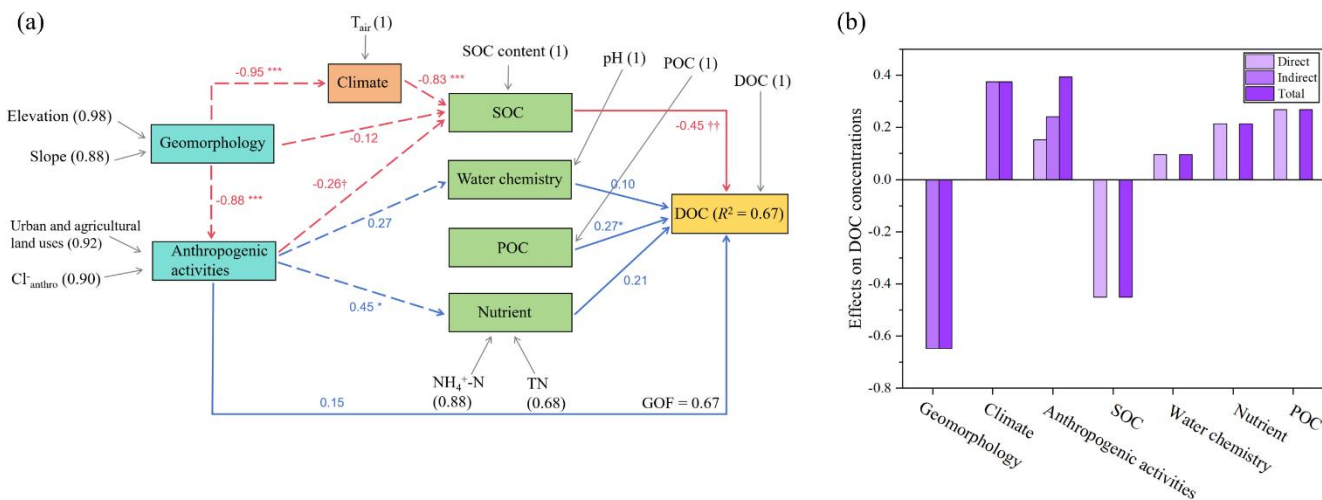 (a)
T_air (1)
SOC content (1)
pH (1)
POC (1)
DOC (1)
-0.95 ***
Climate
-0.83 ***
SOC
-0.45 ††
Elevation (0.98)
Slope (0.88)
Geomorphology
-0.12
-0.88 ***
-0.26†
Water chemistry
0.10
0.27
DOC (R² = 0.67)
0.27*
POC
Urban and agricultural
land uses (0.92)
Cl⁻anthro (0.90)
Anthropogenic
activities
0.21
0.45 *
Nutrient
NH₄⁺-N
(0.88)
TN
(0.68)
0.15
GOF = 0.67
(b)
Effects on DOC concentrations
0.4
0.2
0.0
-0.2
-0.4
-0.6
-0.8
Direct
Indirect
Total
Geomorphology
Climate
Anthropogenic activities
SOC
Water chemistry
Nutrient
POC